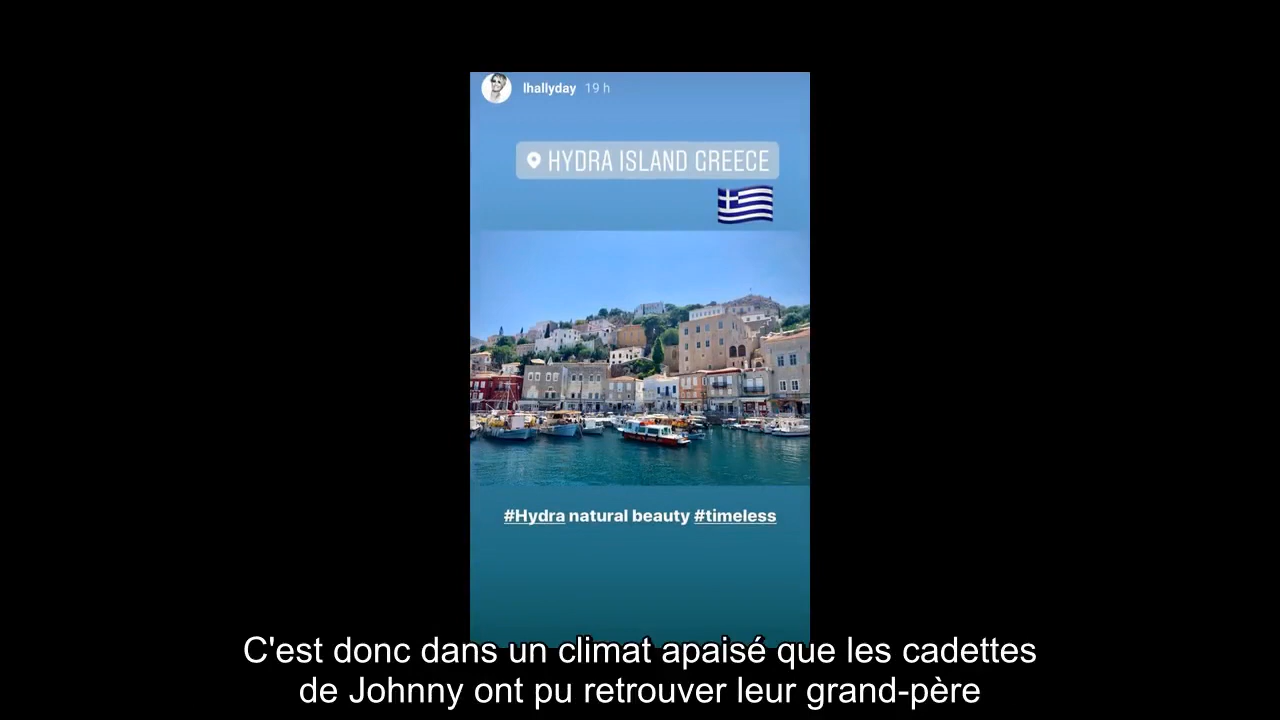 lhallyday 19 h
HYDRA ISLAND GREECE
#Hydra natural beauty #timeless
C'est donc dans un climat apaisé que les cadettes
de Johnny ont pu retrouver leur grand-père